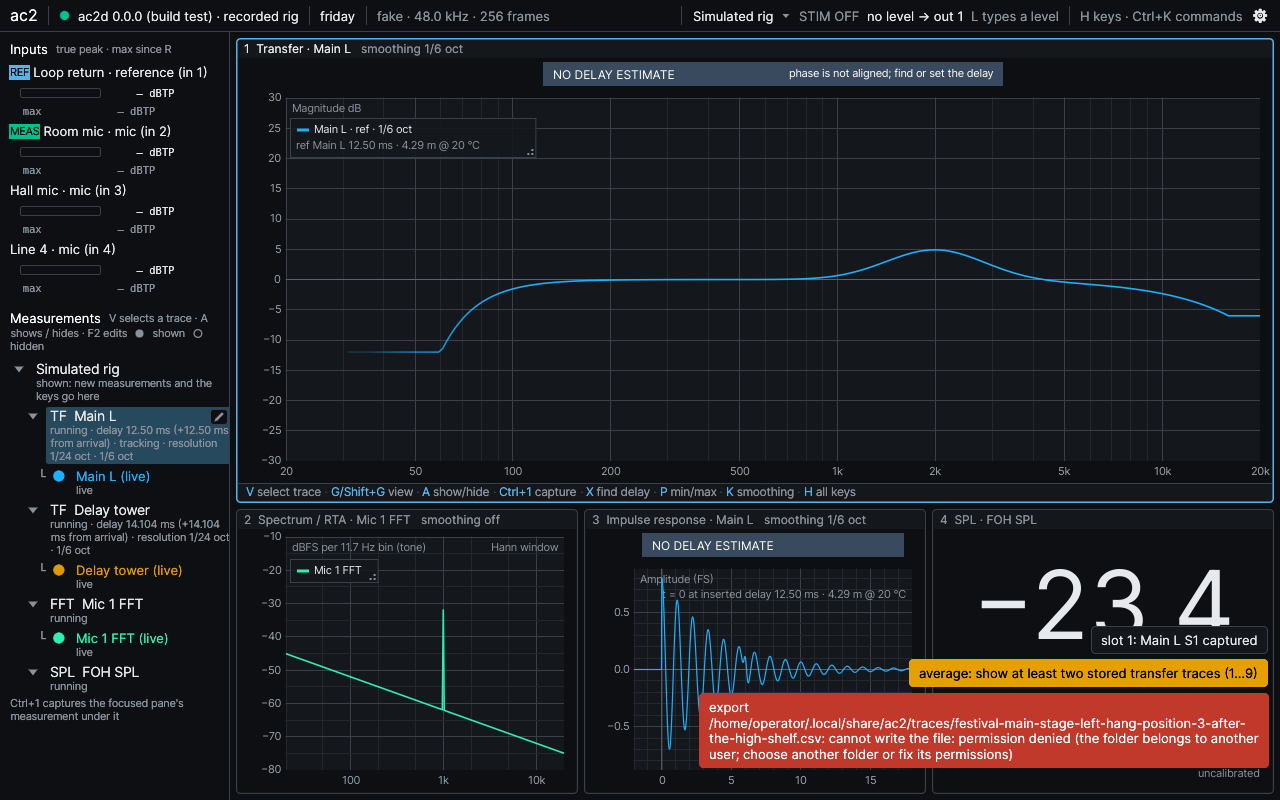 ac2 ac2d 0.0.0 (build test) · recorded rig friday fake · 48.0 kHz · 256 frames Simulated rig STIM OFF no level → out 1 L types a level H keys · Ctrl+K commands
Inputs true peak · max since R
REF Loop return · reference (in 1)
– dBTP
max – dBTP
MEAS Room mic · mic (in 2)
– dBTP
max – dBTP
Hall mic · mic (in 3)
– dBTP
max – dBTP
Line 4 · mic (in 4)
– dBTP
max – dBTP
Measurements V selects a trace · A
shows / hides · F2 edits shown
hidden
Simulated rig
shown: new measurements and the
keys go here
TF Main L
running · delay 12.50 ms (+12.50 ms
from arrival) · tracking · resolution
1/24 oct · 1/6 oct
Main L (live)
live
TF Delay tower
running · delay 14.104 ms (+14.104
ms from arrival) · resolution 1/24 oct
· 1/6 oct
Delay tower (live)
live
FFT Mic 1 FFT
running
Mic 1 FFT (live)
live
SPL FOH SPL
running
Ctrl+1 captures the focused pane's
measurement under it
1 Transfer · Main L smoothing 1/6 oct
NO DELAY ESTIMATE phase is not aligned; find or set the delay
Magnitude dB
Main L · ref · 1/6 oct
ref Main L 12.50 ms · 4.29 m @ 20 °C
30
25
20
15
10
5
0
−5
−10
−15
−20
−25
−30
20 50 100 200 500 1k 2k 5k 10k 20k
V select trace · G/Shift+G view · A show/hide · Ctrl+1 capture · X find delay · P min/max · K smoothing · H all keys
2 Spectrum / RTA · Mic 1 FFT smoothing off
dBFS per 11.7 Hz bin (tone) Hann window
Mic 1 FFT
−10
−20
−30
−40
−50
−60
−70
−80
100 1k 10k
3 Impulse response · Main L smoothing 1/6 oct
NO DELAY ESTIMATE
Amplitude (FS)
t = 0 at inserted delay 12.50 ms · 4.29 m @ 20 °C
0.5
0.0
−0.5
0 5 10 15
4 SPL · FOH SPL
−23.4
slot 1: Main L S1 captured
average: show at least two stored transfer traces (1…9)
export
/home/operator/.local/share/ac2/traces/festival-main-stage-left-hang-position-3-after-
the-high-shelf.csv: cannot write the file: permission denied (the folder belongs to another
user; choose another folder or fix its permissions)
uncalibrated